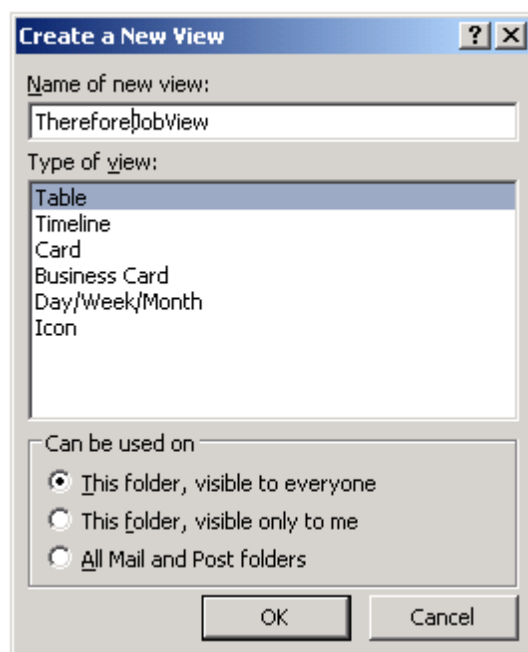 Create a New View
Name of new view:
ThereforeJobView
Type of view:
Table
Timeline
Card
Business Card
Day/Week/Month
Icon
Can be used on
This folder, visible to everyone
This folder, visible only to me
All Mail and Post folders
OK Cancel